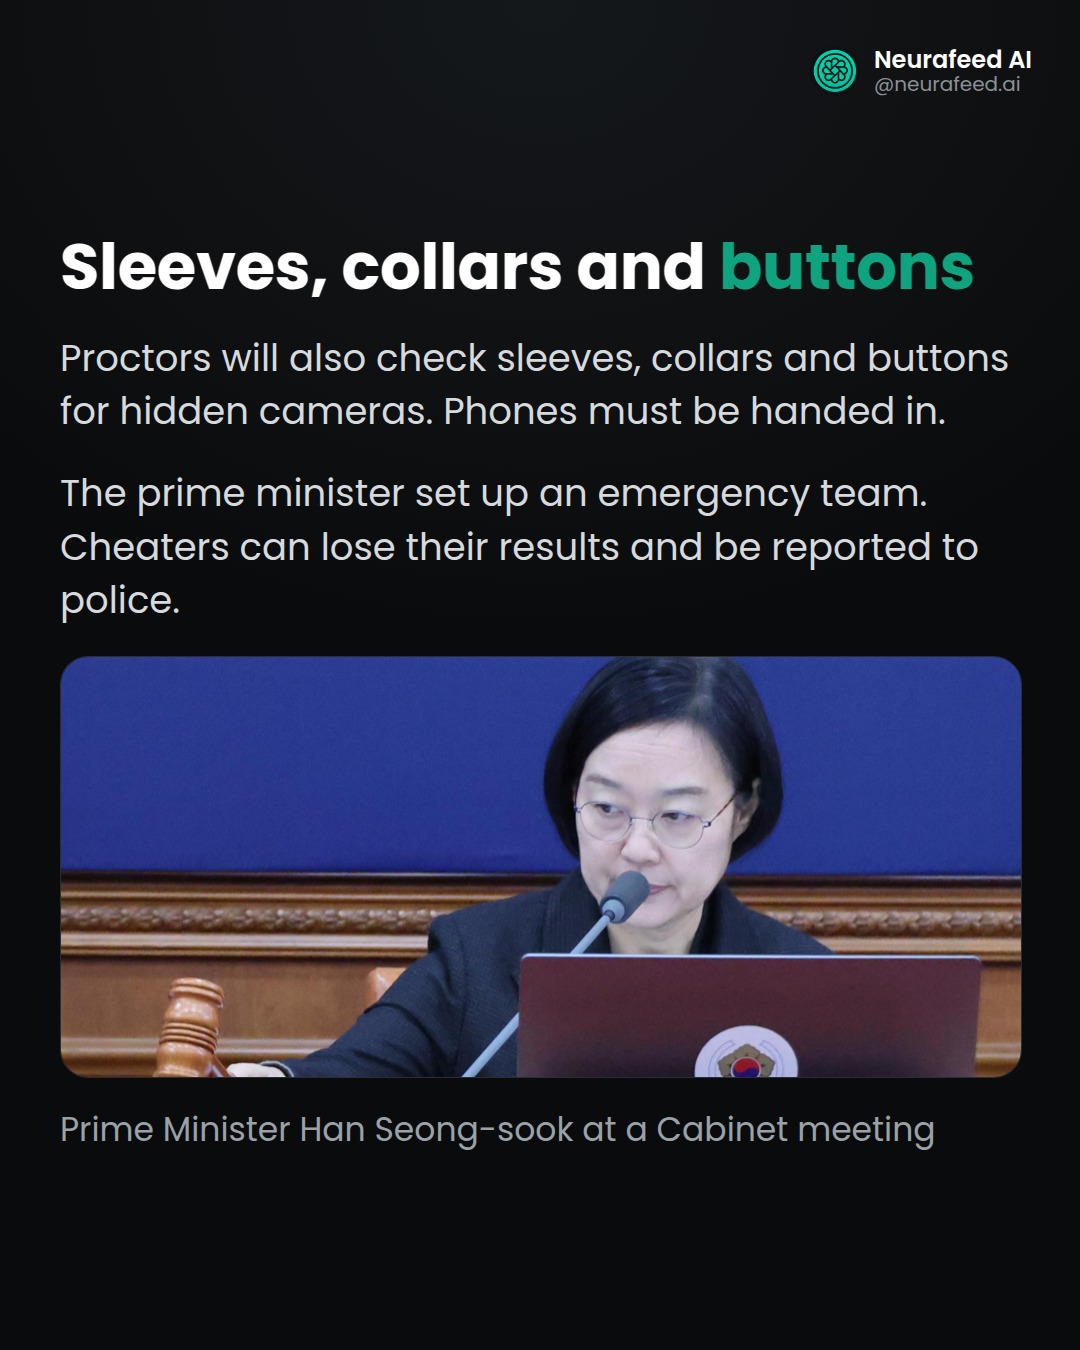 Neurafeed AI
@neurafeed.ai
Sleeves, collars and buttons
Proctors will also check sleeves, collars and buttons
for hidden cameras. Phones must be handed in.
The prime minister set up an emergency team.
Cheaters can lose their results and be reported to
police.
Prime Minister Han Seong-sook at a Cabinet meeting